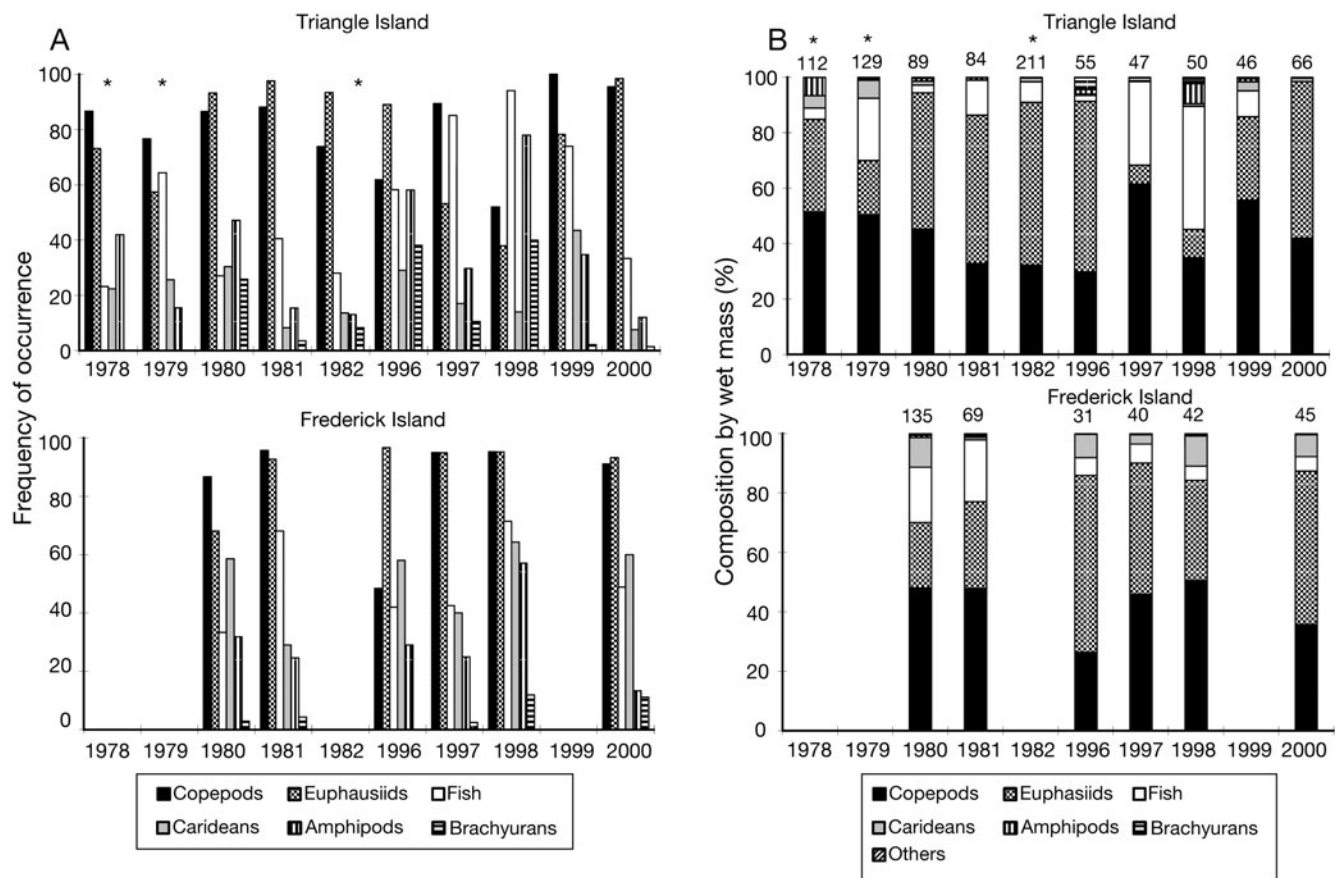 A
Triangle Island
* * *
100
80
60
40
20
0
1978 1979 1980 1981 1982 1996 1997 1998 1999 2000
Frederick Island
100
80
60
40
20
0
1978 1979 1980 1981 1982 1996 1997 1998 1999 2000
Frequency of occurrence
Copepods Euphausiids Fish
Carideans Amphipods Brachyurans
B
Triangle Island
* * *
112 129 89 84 211 55 47 50 46 66
100
80
60
40
20
0
1978 1979 1980 1981 1982 1996 1997 1998 1999 2000
Frederick Island
135 69 31 40 42 45
100
80
60
40
20
0
1978 1979 1980 1981 1982 1996 1997 1998 1999 2000
Composition by wet mass (%)
Copepods Euphasiids Fish
Carideans Amphipods Brachyurans
Others